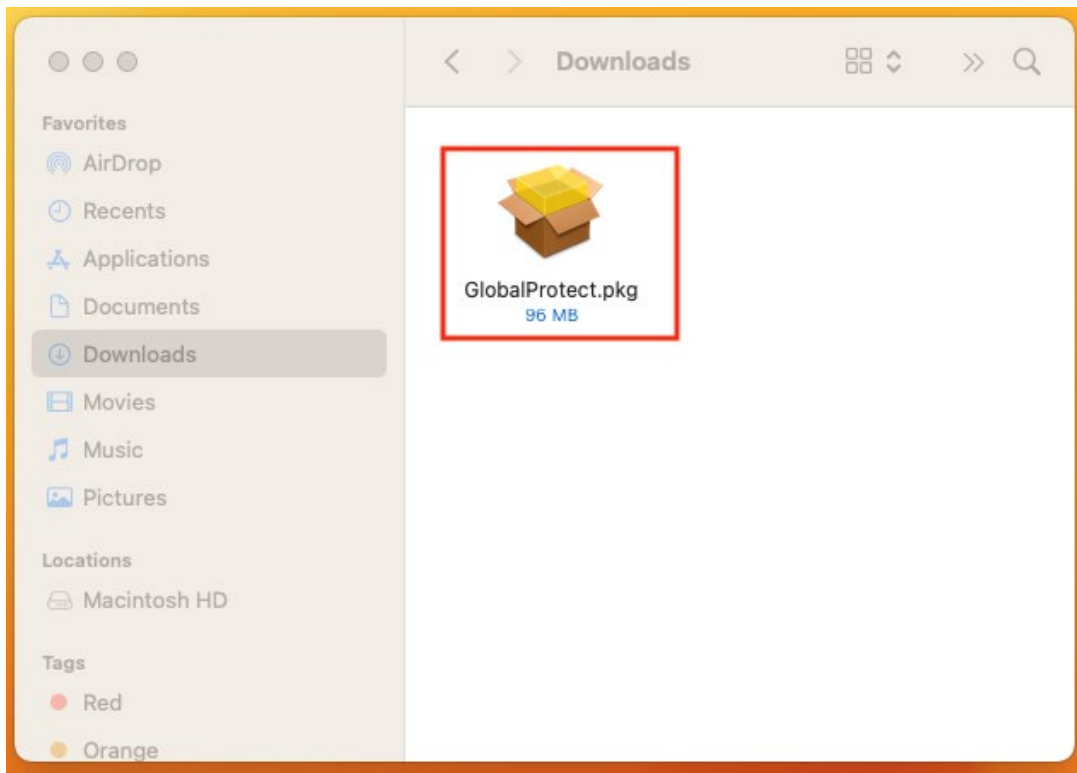 Downloads
Favorites
AirDrop
Recents
Applications
Documents
Downloads
Movies
Music
Pictures
Locations
Macintosh HD
Tags
Red
Orange
GlobalProtect.pkg
96 MB